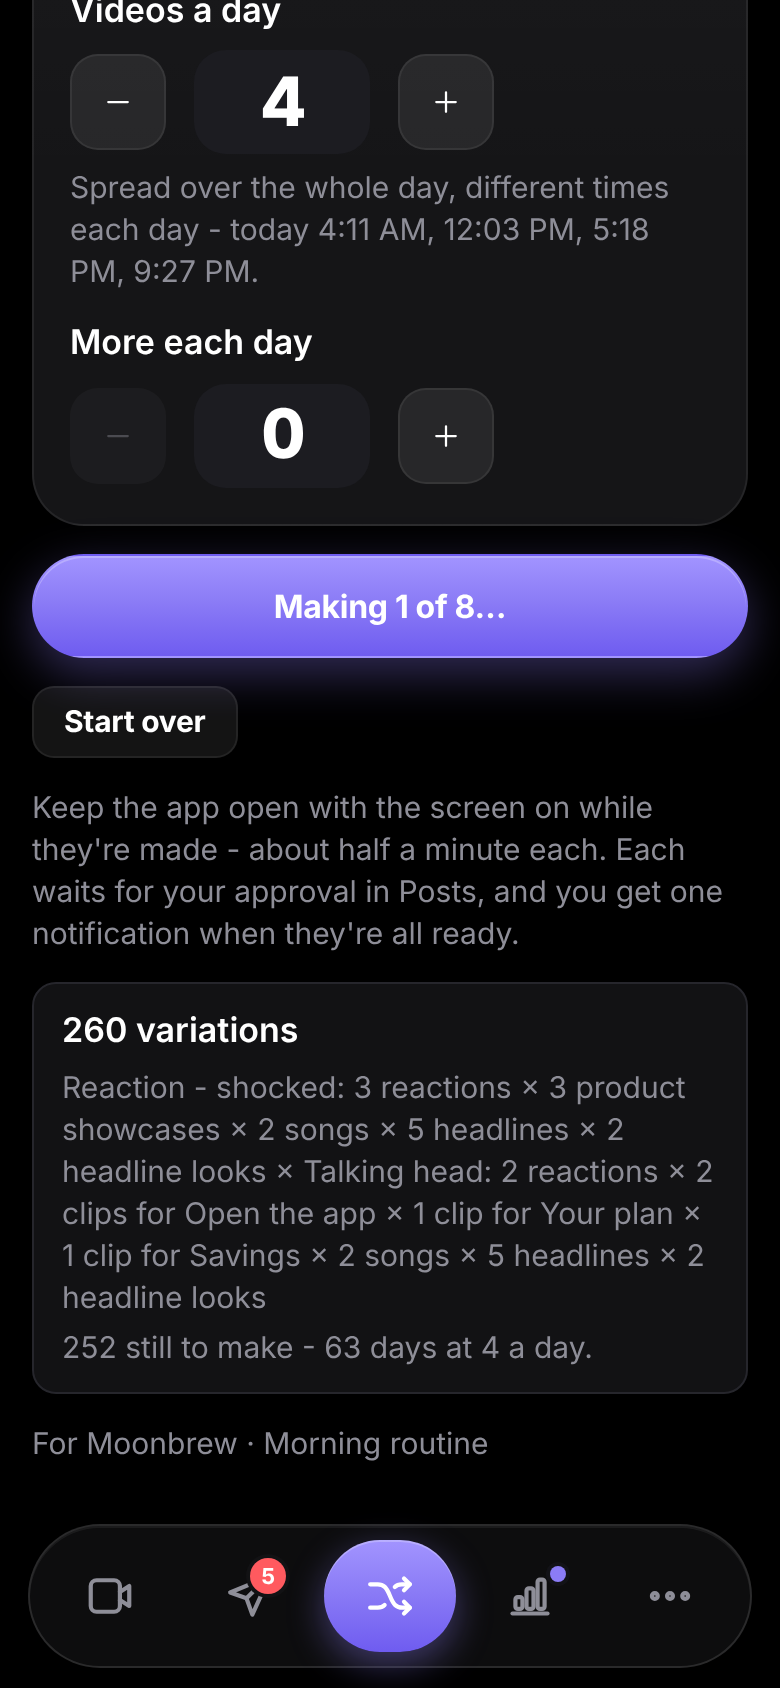 Videos a day
4
Spread over the whole day, different times
each day - today 4:11 AM, 12:03 PM, 5:18
PM, 9:27 PM.
More each day
0
Making 1 of 8...
Start over
Keep the app open with the screen on while
they're made - about half a minute each. Each
waits for your approval in Posts, and you get one
notification when they're all ready.
260 variations
Reaction - shocked: 3 reactions × 3 product
showcases × 2 songs × 5 headlines × 2
headline looks × Talking head: 2 reactions × 2
clips for Open the app × 1 clip for Your plan ×
1 clip for Savings × 2 songs × 5 headlines × 2
headline looks
252 still to make - 63 days at 4 a day.
For Moonbrew · Morning routine
5